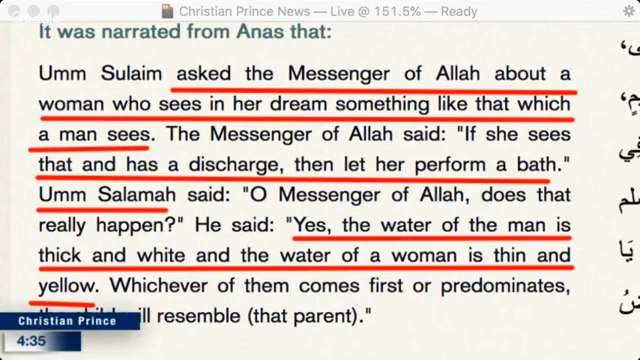 Christian Prince News — Live @ 151.5% — Ready
It was narrated from Anas that:
Umm Sulaim asked the Messenger of Allah about a
woman who sees in her dream something like that which
a man sees. The Messenger of Allah said: "If she sees
that and has a discharge, then let her perform a bath."
Umm Salamah said: "O Messenger of Allah, does that
really happen?" He said: "Yes, the water of the man is
thick and white and the water of a woman is thin and
yellow. Whichever of them comes first or predominates,
resemble (that parent)."
Christian Prince
4:35
في
يَا